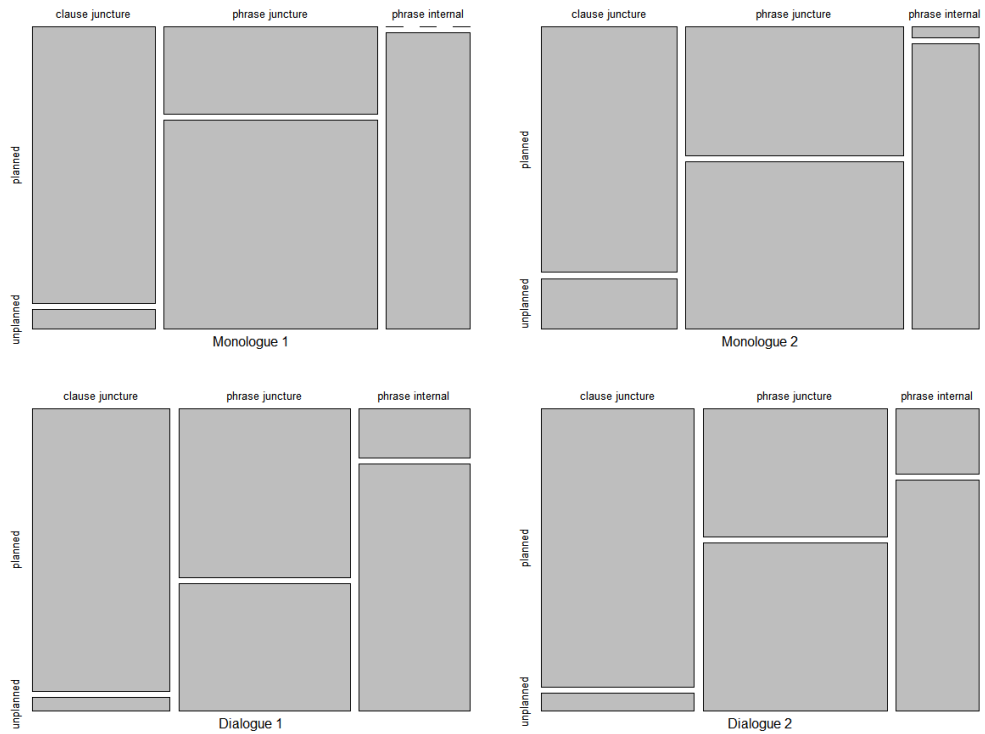 clause juncture phrase juncture phrase internal
planned
unplanned
Monologue 1
clause juncture phrase juncture phrase internal
planned
unplanned
Monologue 2
clause juncture phrase juncture phrase internal
planned
unplanned
Dialogue 1
clause juncture phrase juncture phrase internal
planned
unplanned
Dialogue 2